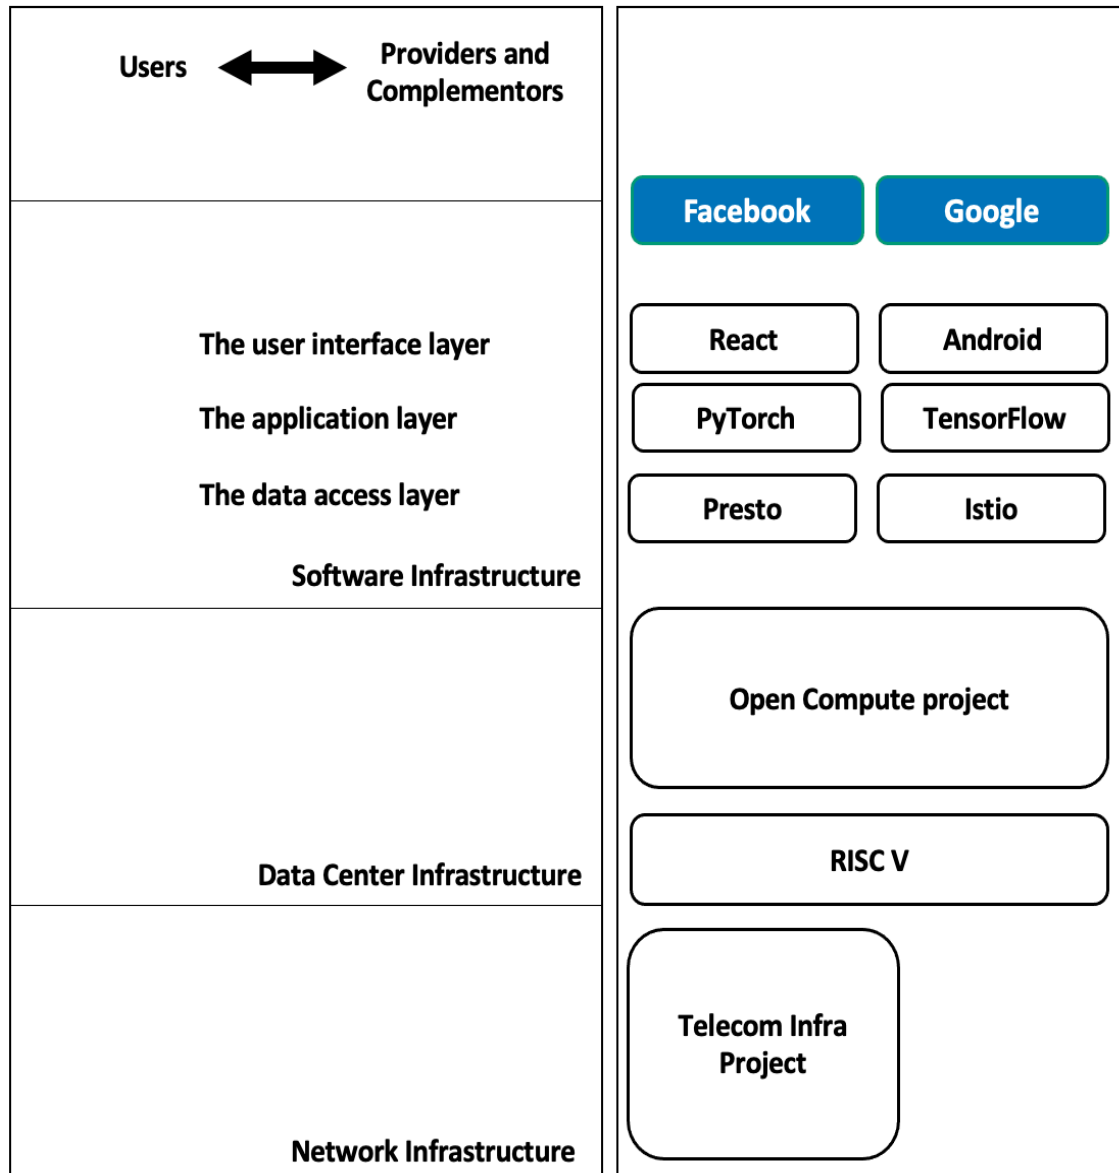 Users
Providers and
Complementors
Facebook
Google
The user interface layer
React
Android
The application layer
PyTorch
TensorFlow
The data access layer
Presto
Istio
Software Infrastructure
Open Compute project
Data Center Infrastructure
RISC V
Telecom Infra
Project
Network Infrastructure